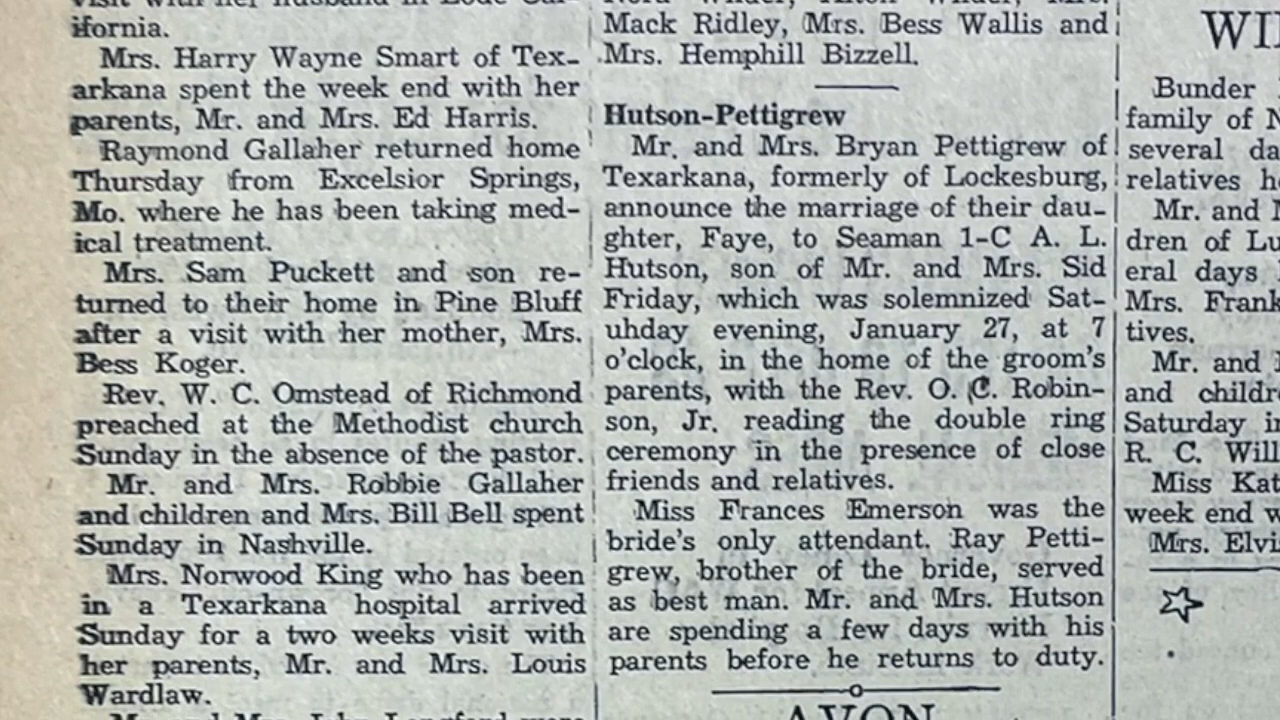 ifornia.
Mrs. Harry Wayne Smart of Tex-
arkana spent the week end with her
parents, Mr. and Mrs. Ed Harris.
Raymond Gallaher returned home
Thursday from Excelsior Springs,
Mo. where he has been taking med-
ical treatment.
Mrs. Sam Puckett and son re-
turned to their home in Pine Bluff
after a visit with her mother, Mrs.
Bess Koger.
Rev. W. C. Omstead of Richmond
preached at the Methodist church
Sunday in the absence of the pastor.
Mr. and Mrs. Robbie Gallaher
and children and Mrs. Bill Bell spent
Sunday in Nashville.
Mrs. Norwood King who has been
in a Texarkana hospital arrived
Sunday for a two weeks visit with
her parents, Mr. and Mrs. Louis
Wardlaw.
Mack Ridley, Mrs. Bess Wallis and
Mrs. Hemphill Bizzell.
Hutson-Pettigrew
Mr. and Mrs. Bryan Pettigrew of
Texarkana, formerly of Lockesburg,
announce the marriage of their dau-
ghter, Faye, to Seaman 1-C A. L.
Hutson, son of Mr. and Mrs. Sid
Friday, which was solemnized Sat-
uhday evening, January 27, at 7
o'clock, in the home of the groom's
parents, with the Rev. O. C. Robin-
son, Jr. reading the double ring
ceremony in the presence of close
friends and relatives.
Miss Frances Emerson was the
bride's only attendant. Ray Petti-
grew, brother of the bride, served
as best man. Mr. and Mrs. Hutson
are spending a few days with his
parents before he returns to duty.
AVON
WI
Bunder
family of
several da
relatives
Mr. and
dren of Lu
eral days
Mrs. Frank
tives.
Mr. and
and childr
Saturday in
R. C. Will
Miss Kat
week end w
Mrs. Elvi